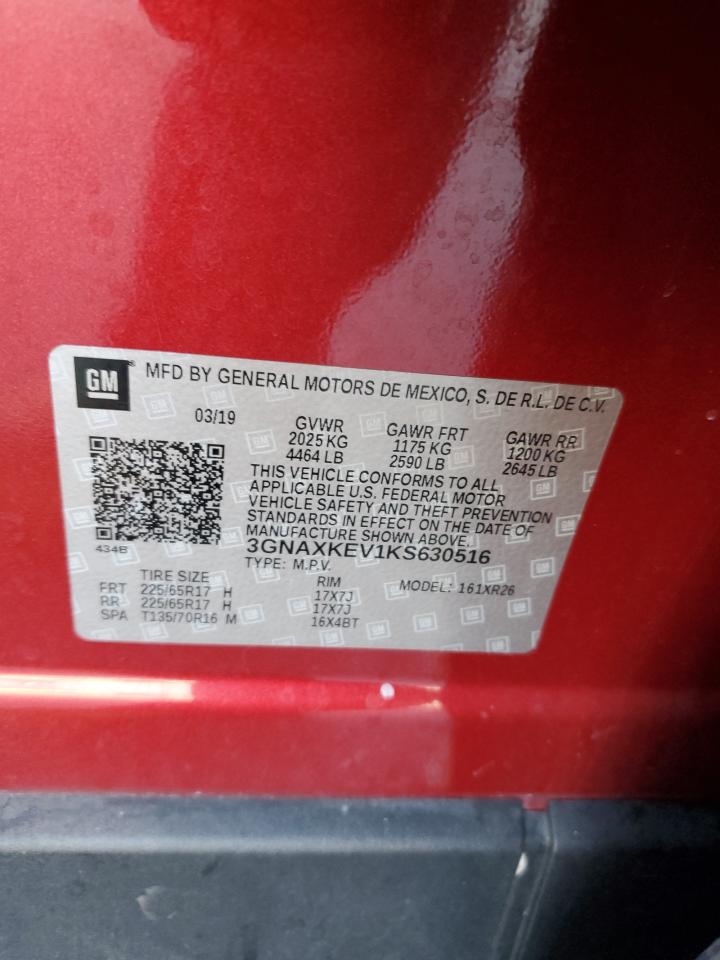 GM
MFD BY GENERAL MOTORS DE MEXICO, S. DE R.L. DE C.V.
03/19
GVWR GAWR FRT GAWR RR
2025 KG 1175 KG 1200 KG
4464 LB 2590 LB 2645 LB
THIS VEHICLE CONFORMS TO ALL
APPLICABLE U.S. FEDERAL MOTOR
VEHICLE SAFETY AND THEFT PREVENTION
STANDARDS IN EFFECT ON THE DATE OF
MANUFACTURE SHOWN ABOVE.
434B
3GNAXKEV1KS630516
TYPE: M.P.V.
TIRE SIZE RIM MODEL: 161XR26
FRT 225/65R17 H 17X7J
RR 225/65R17 H 17X7J
SPA T135/70R16 M 16X4BT